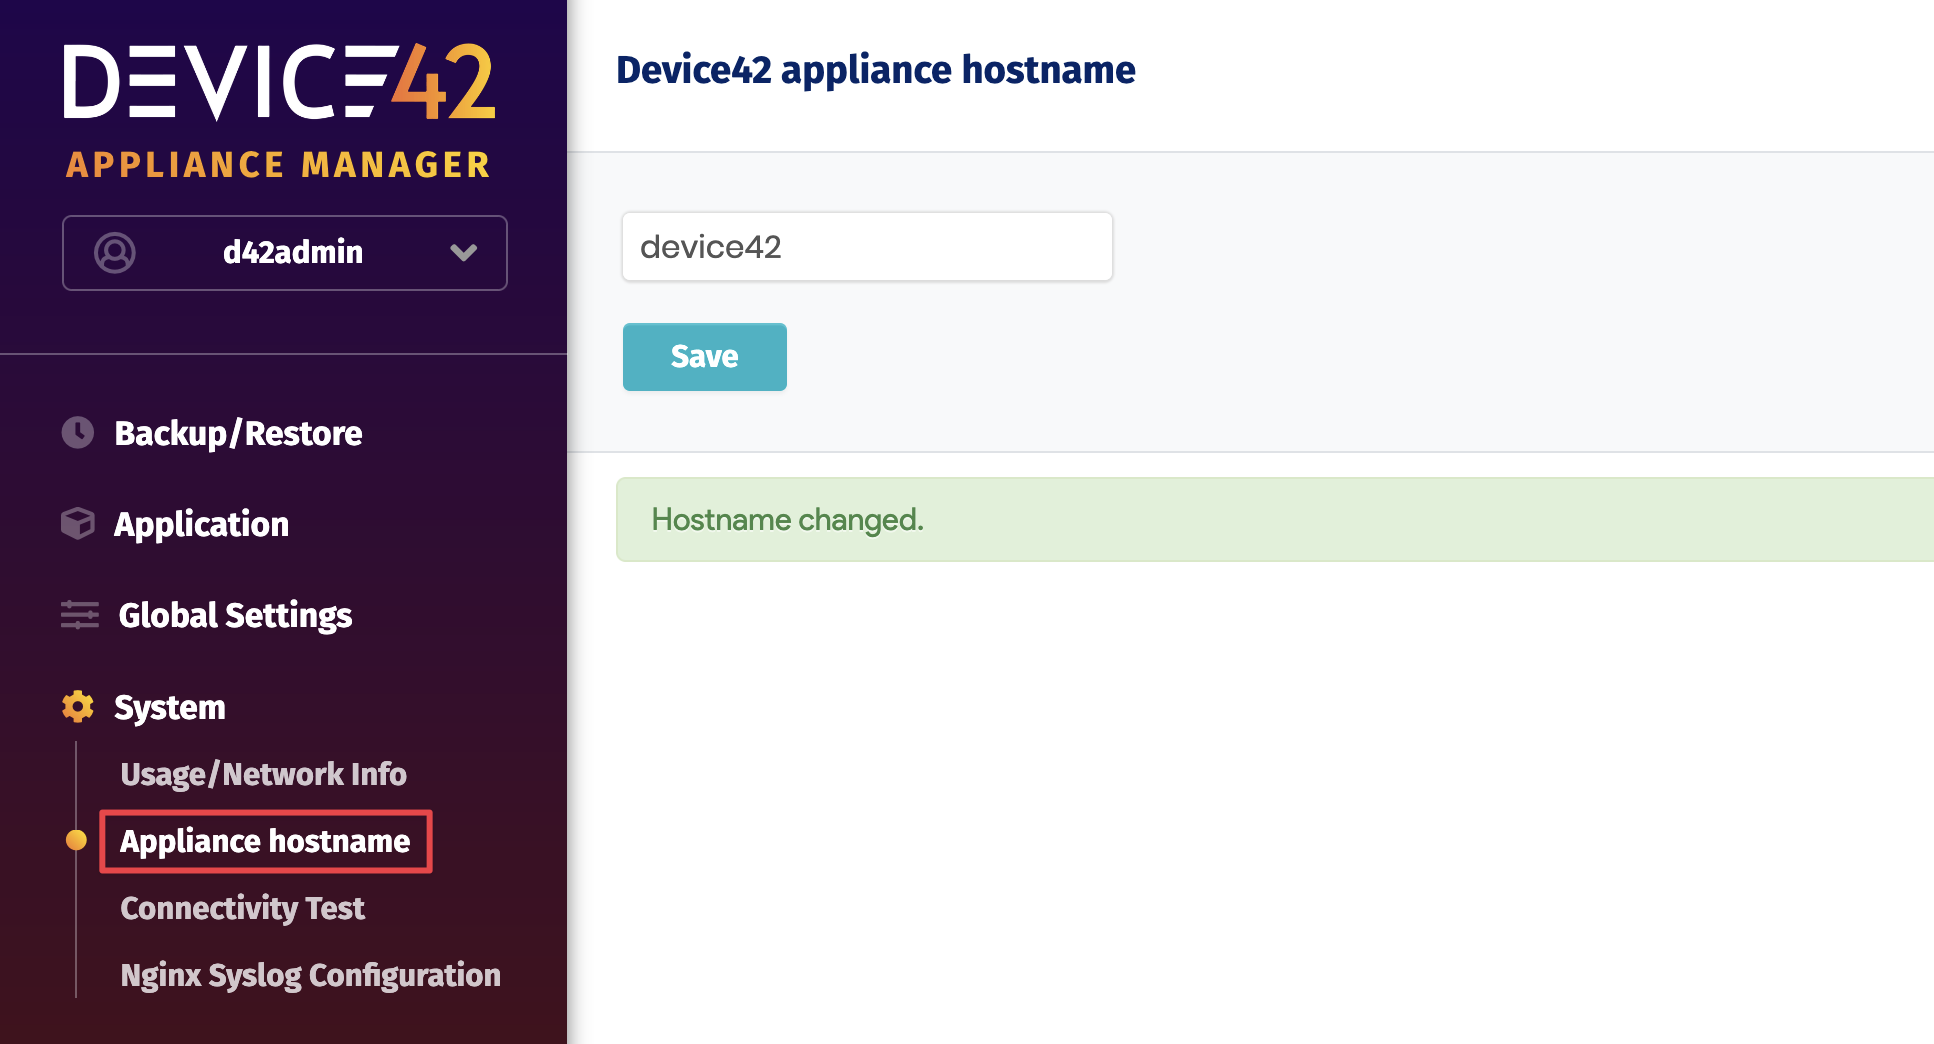 DEVICE42
APPLIANCE MANAGER
d42admin
Backup/Restore
Application
Global Settings
System
Usage/Network Info
Appliance hostname
Connectivity Test
Nginx Syslog Configuration
Device42 appliance hostname
device42
Save
Hostname changed.